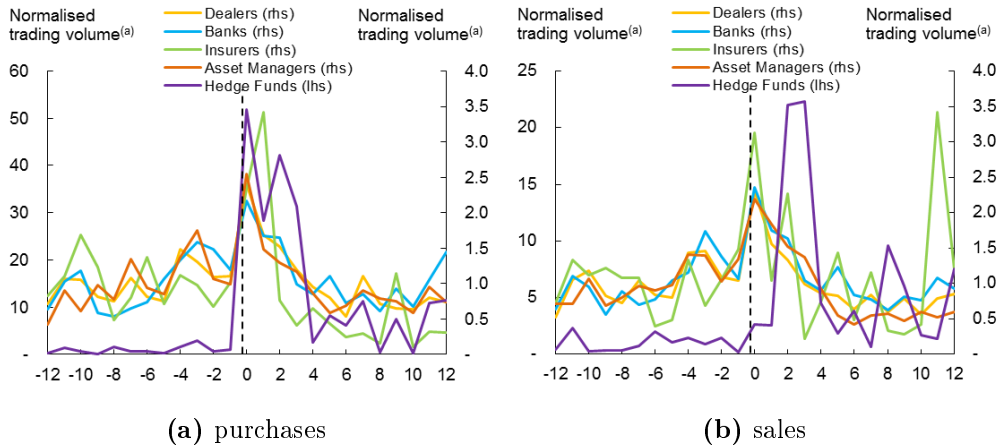 Normalised
trading volume(a)
Dealers (rhs)
Banks (rhs)
Insurers (rhs)
Asset Managers (rhs)
Hedge Funds (lhs)
Normalised
trading volume(a)
60
50
40
30
20
10
-
4.0
3.5
3.0
2.5
2.0
1.5
1.0
0.5
-
-12 -10 -8 -6 -4 -2 0 2 4 6 8 10 12
(a) purchases
Normalised
trading volume(a)
Dealers (rhs)
Banks (rhs)
Insurers (rhs)
Asset Managers (rhs)
Hedge Funds (lhs)
Normalised
trading volume(a)
25
20
15
10
5
-
4.0
3.5
3.0
2.5
2.0
1.5
1.0
0.5
-
-12 -10 -8 -6 -4 -2 0 2 4 6 8 10 12
(b) sales